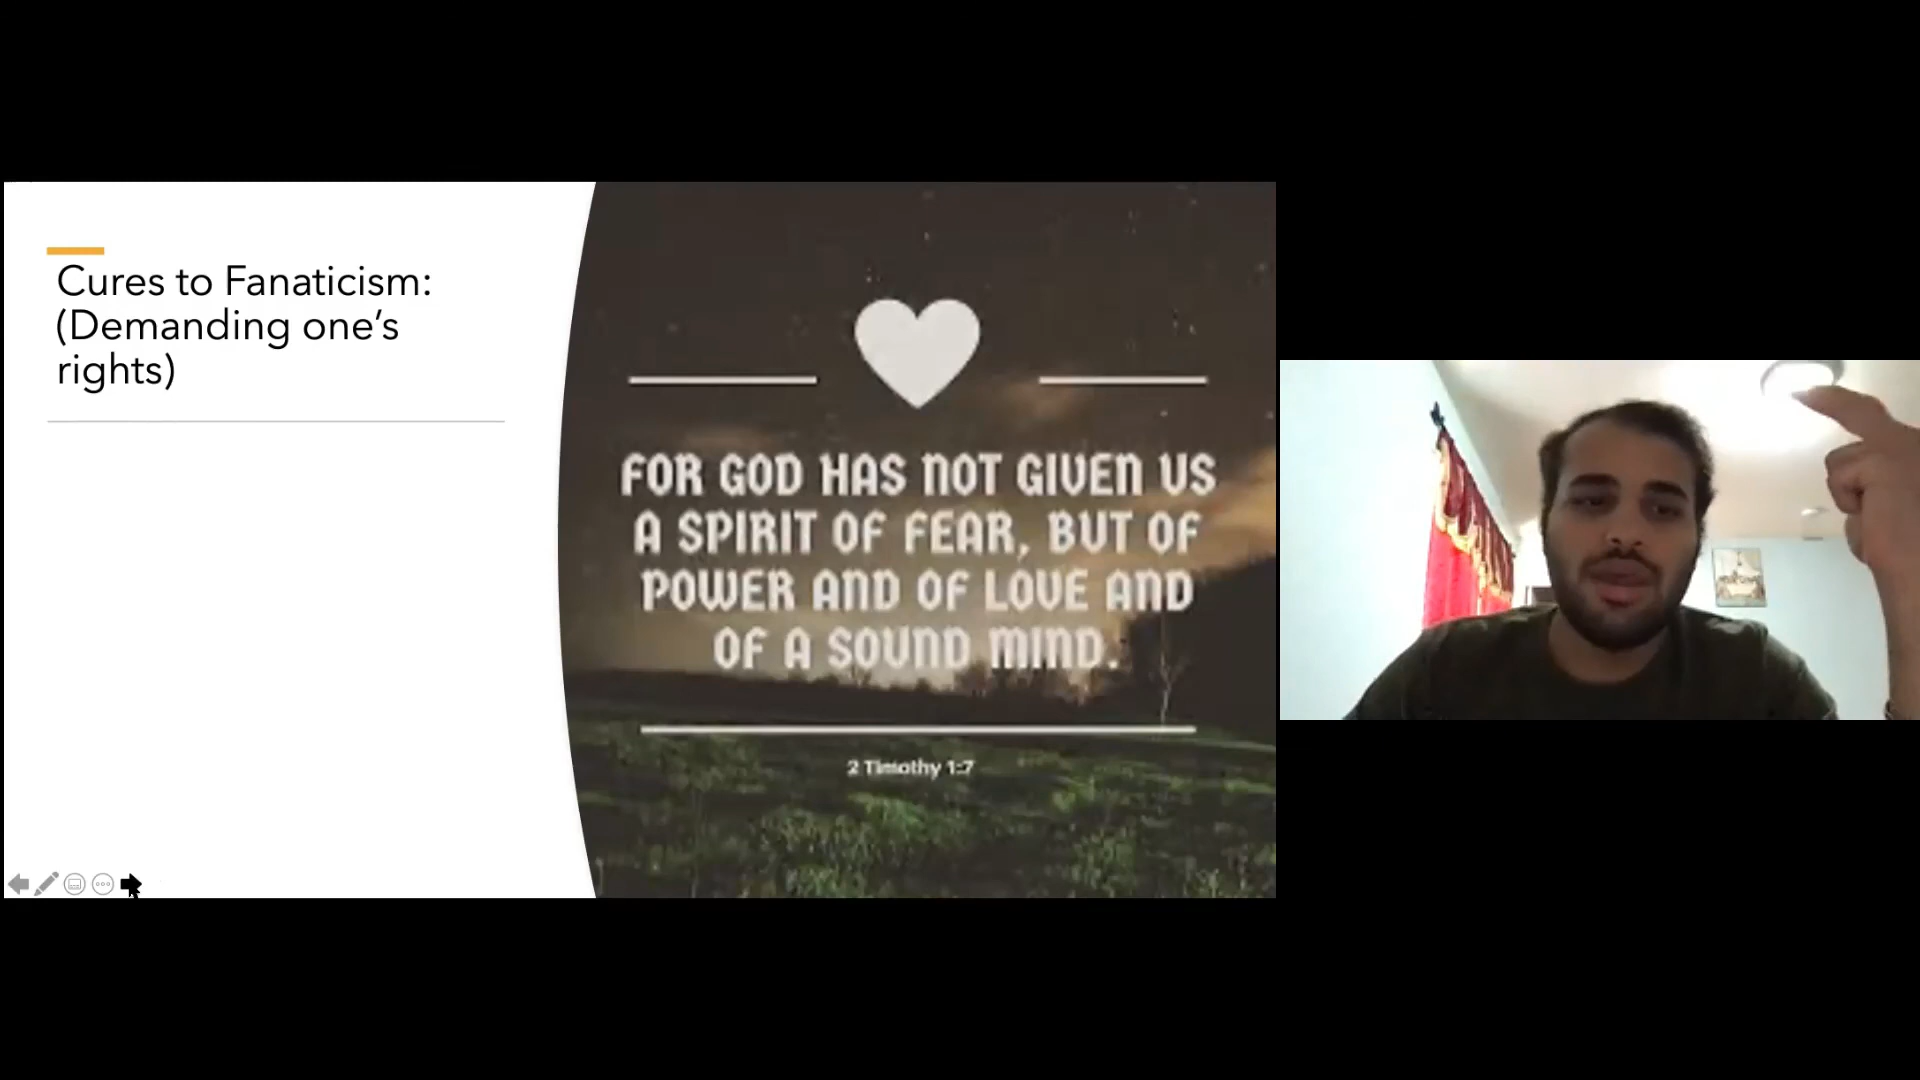 Cures to Fanaticism:
(Demanding one’s
rights)
FOR GOD HAS NOT GIVEN US
A SPIRIT OF FEAR, BUT OF
POWER AND OF LOVE AND
OF A SOUND MIND.
2 Timothy 1:7